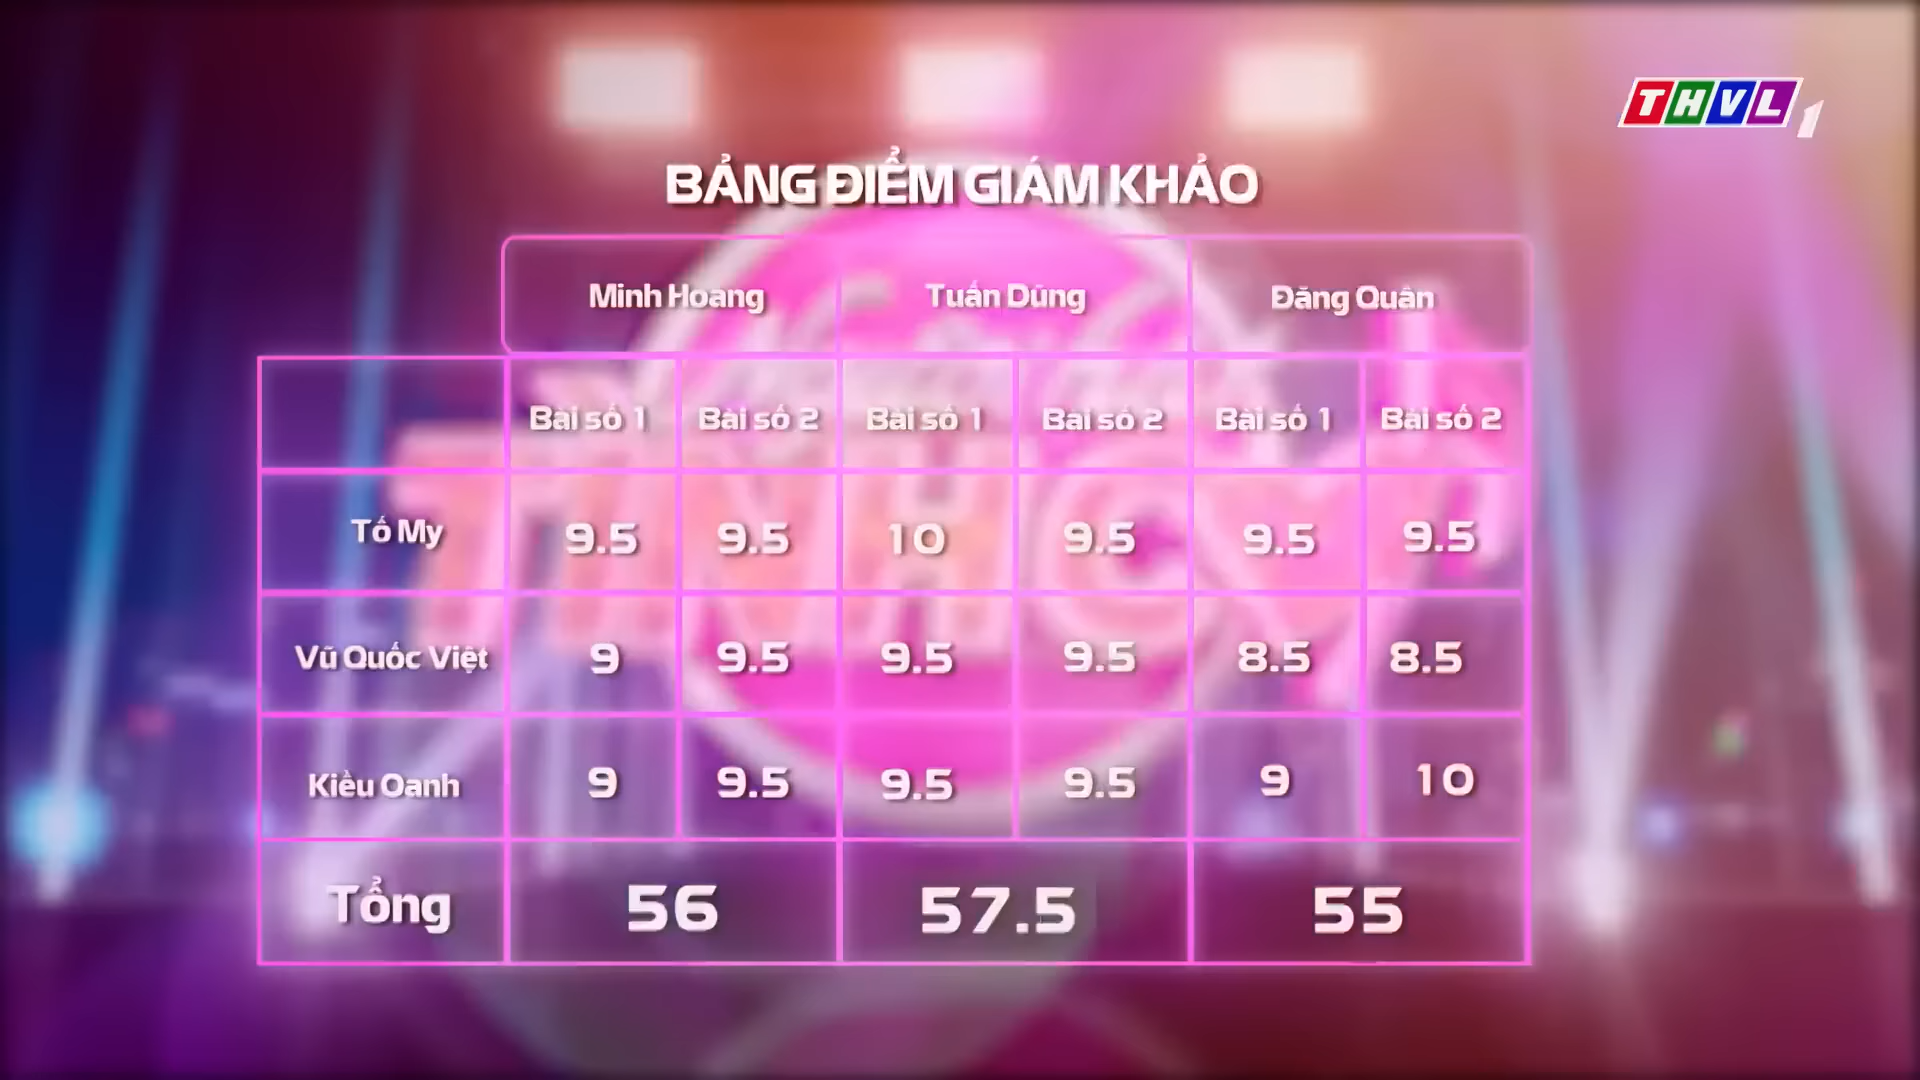 THVL1
BẢNG ĐIỂM GIÁM KHẢO
Minh Hoang Tuấn Dũng Đăng Quân
Bài số 1 Bài số 2 Bài số 1 Bài số 2 Bài số 1 Bài số 2
Tố My 9.5 9.5 10 9.5 9.5 9.5
Vũ Quốc Việt 9 9.5 9.5 9.5 8.5 8.5
Kiều Oanh 9 9.5 9.5 9.5 9 10
Tổng 56 57.5 55